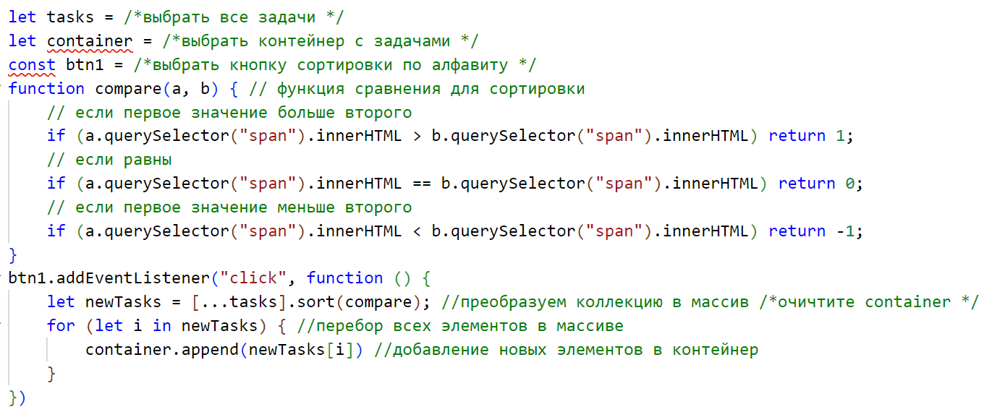 let tasks = /*выбрать все задачи */
let container = /*выбрать контейнер с задачами */
const btn1 = /*выбрать кнопку сортировки по алфавиту */
function compare(a, b) { // функция сравнения для сортировки
    // если первое значение больше второго
    if (a.querySelector("span").innerHTML > b.querySelector("span").innerHTML) return 1;
    // если равны
    if (a.querySelector("span").innerHTML == b.querySelector("span").innerHTML) return 0;
    // если первое значение меньше второго
    if (a.querySelector("span").innerHTML < b.querySelector("span").innerHTML) return -1;
}
btn1.addEventListener("click", function () {
    let newTasks = [...tasks].sort(compare); //преобразуем коллекцию в массив /*очичтите container */
    for (let i in newTasks) { //перебор всех элементов в массиве
        container.append(newTasks[i]) //добавление новых элементов в контейнер
    }
})